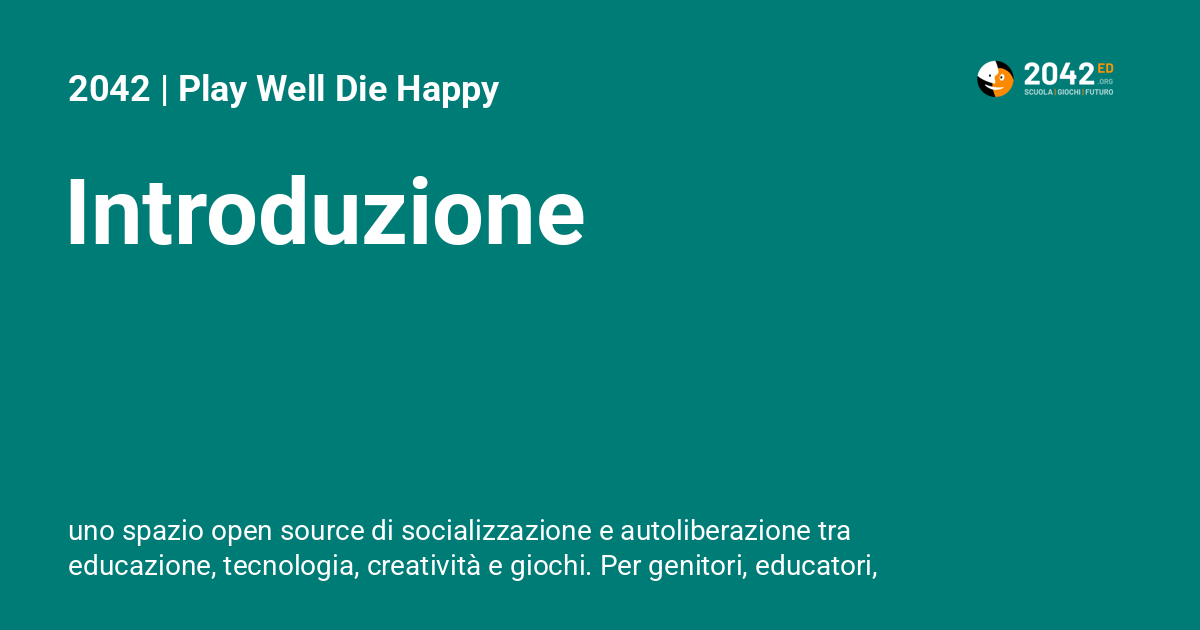 2042 | Play Well Die Happy
2042 ED
.ORG
SCUOLA | GIOCHI | FUTURO
Introduzione
uno spazio open source di socializzazione e autoliberazione tra
educazione, tecnologia, creatività e giochi. Per genitori, educatori,